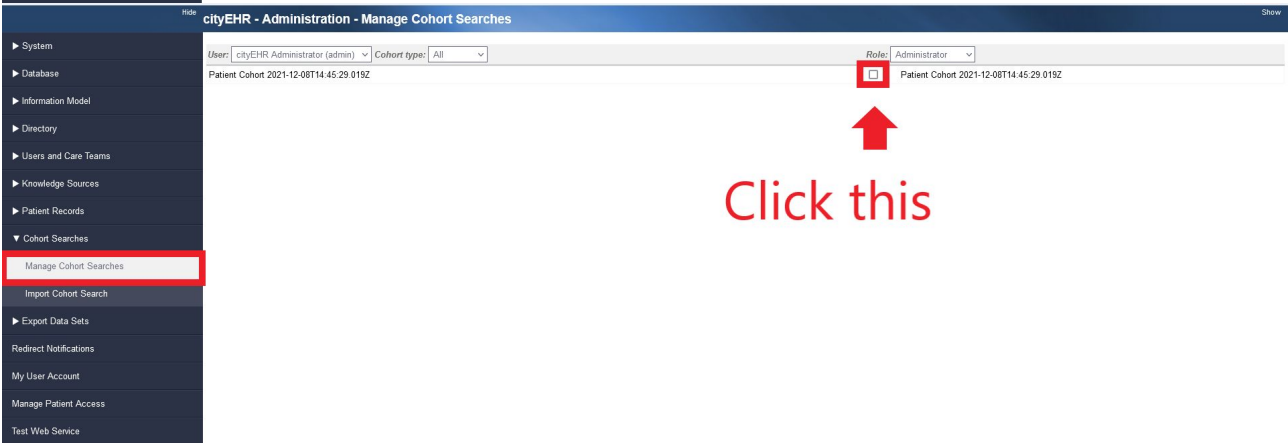 Hide
cityEHR - Administration - Manage Cohort Searches
Show
▶ System
▶ Database
▶ Information Model
▶ Directory
▶ Users and Care Teams
▶ Knowledge Sources
▶ Patient Records
▼ Cohort Searches
Manage Cohort Searches
Import Cohort Search
▶ Export Data Sets
Redirect Notifications
My User Account
Manage Patient Access
Test Web Service
User: cityEHR Administrator (admin) Cohort type: All
Role: Administrator
Patient Cohort 2021-12-08T14:45:29.019Z
Patient Cohort 2021-12-08T14:45:29.019Z
Click this